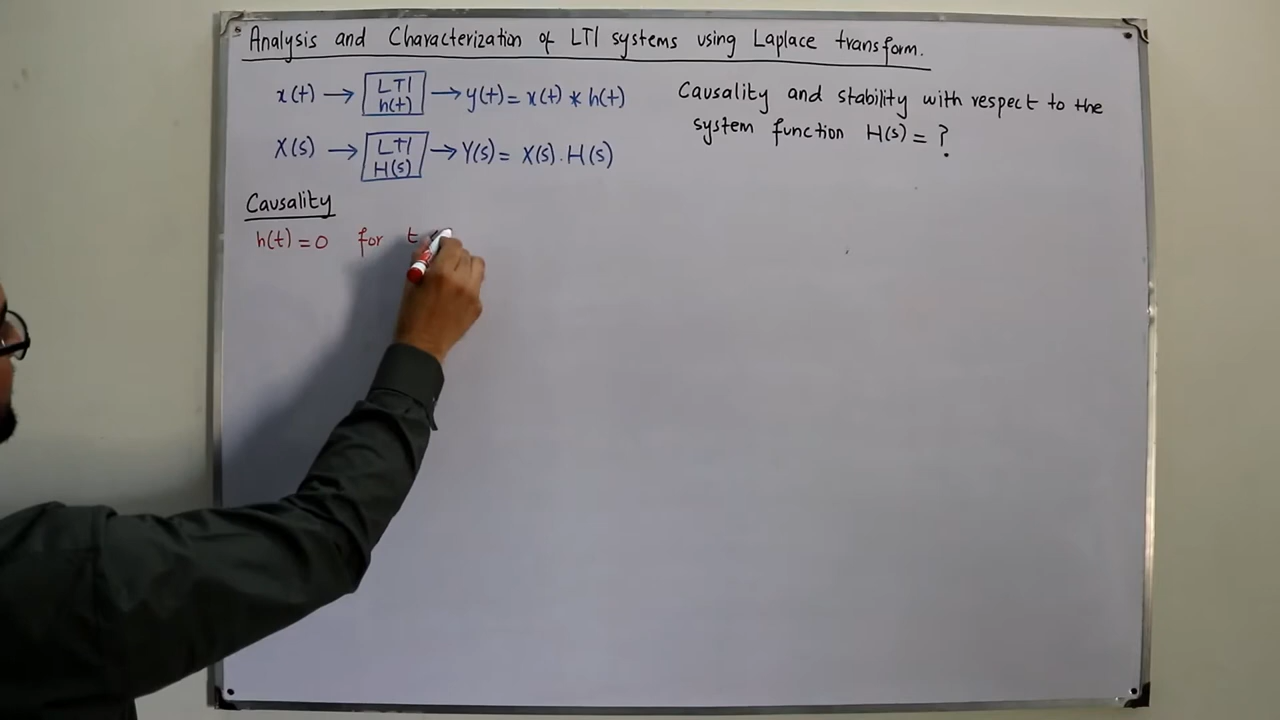 Analysis and Characterization of LTI systems using Laplace transform.
x(t) → LTI h(t) → y(t) = x(t) * h(t)
X(s) → LTI H(s) → Y(s) = X(s) . H(s)
Causality and stability with respect to the
system function H(s) = ?
Causality
h(t) = 0 for t